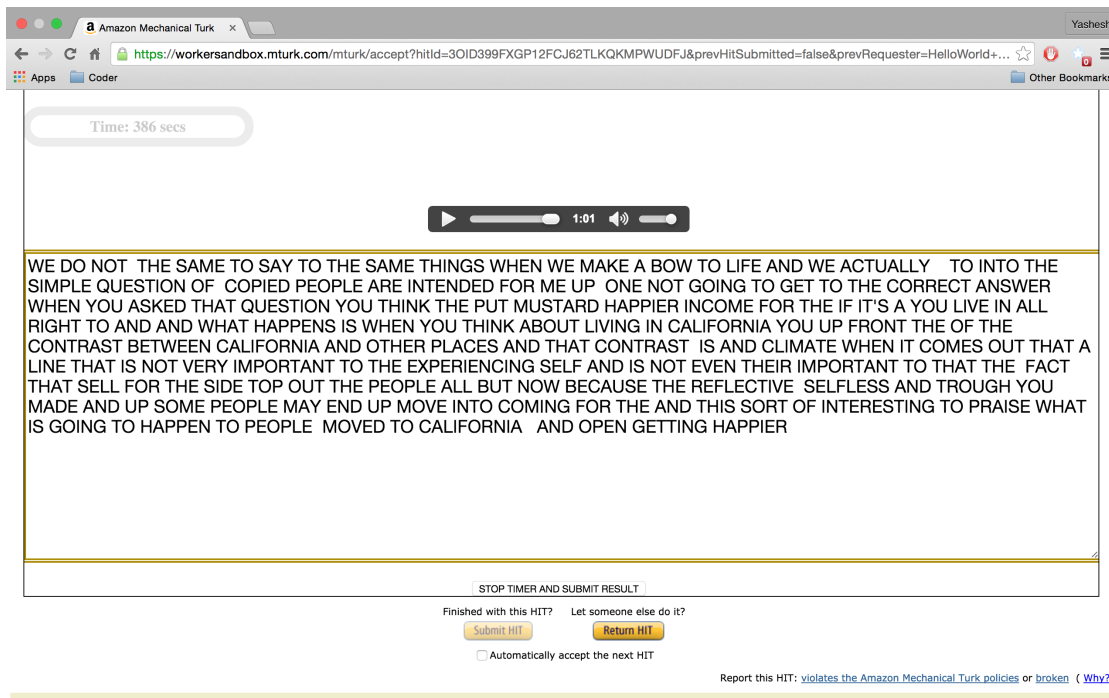 Amazon Mechanical Turk
Yashesh
https://workersandbox.mturk.com/mturk/accept?hitId=3OID399FXGP12FCJ62TLKQKMPWUDFJ&prevHitSubmitted=false&prevRequester=HelloWorld+...
0
Apps Coder Other Bookmarks
Time: 386 secs
1:01
WE DO NOT  THE SAME TO SAY TO THE SAME THINGS WHEN WE MAKE A BOW TO LIFE AND WE ACTUALLY    TO INTO THE
SIMPLE QUESTION OF  COPIED PEOPLE ARE INTENDED FOR ME UP  ONE NOT GOING TO GET TO THE CORRECT ANSWER
WHEN YOU ASKED THAT QUESTION YOU THINK THE PUT MUSTARD HAPPIER INCOME FOR THE IF IT'S A YOU LIVE IN ALL
RIGHT TO AND AND WHAT HAPPENS IS WHEN YOU THINK ABOUT LIVING IN CALIFORNIA YOU UP FRONT THE OF THE
CONTRAST BETWEEN CALIFORNIA AND OTHER PLACES AND THAT CONTRAST  IS AND CLIMATE WHEN IT COMES OUT THAT A
LINE THAT IS NOT VERY IMPORTANT TO THE EXPERIENCING SELF AND IS NOT EVEN THEIR IMPORTANT TO THAT THE  FACT
THAT SELL FOR THE SIDE TOP OUT THE PEOPLE ALL BUT NOW BECAUSE THE REFLECTIVE  SELFLESS AND TROUGH YOU
MADE AND UP SOME PEOPLE MAY END UP MOVE INTO COMING FOR THE AND THIS SORT OF INTERESTING TO PRAISE WHAT
IS GOING TO HAPPEN TO PEOPLE  MOVED TO CALIFORNIA   AND OPEN GETTING HAPPIER
STOP TIMER AND SUBMIT RESULT
Finished with this HIT? Let someone else do it?
Submit HIT Return HIT
Automatically accept the next HIT
Report this HIT: violates the Amazon Mechanical Turk policies or broken ( Why?